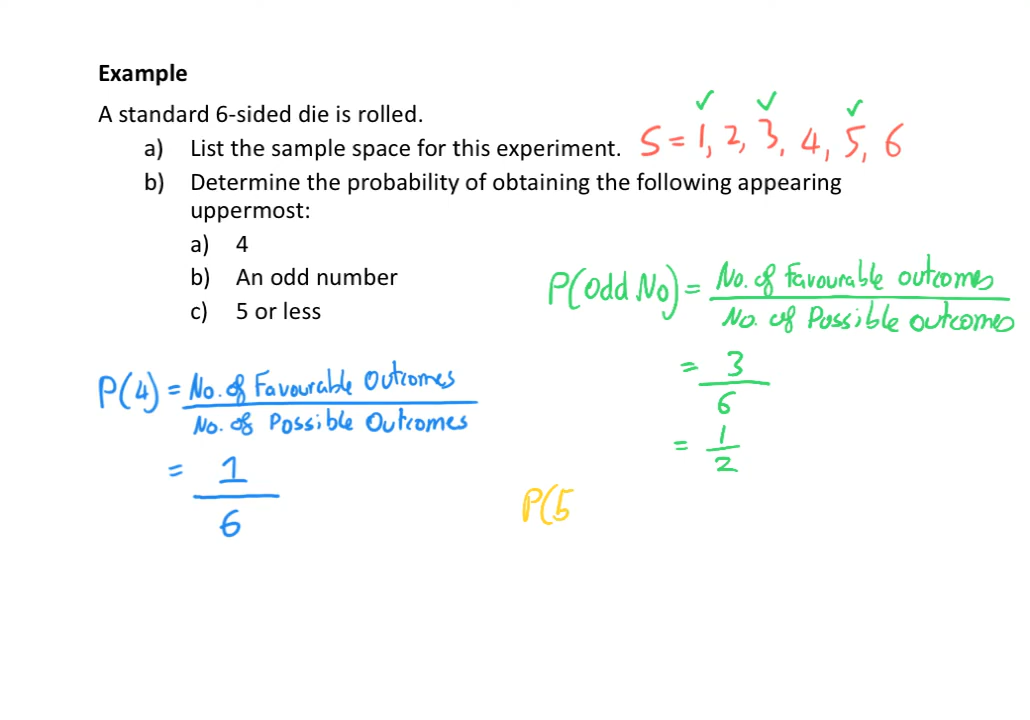 Example
A standard 6-sided die is rolled.
a) List the sample space for this experiment. S = 1, 2, 3, 4, 5, 6
b) Determine the probability of obtaining the following appearing
uppermost:
a) 4
b) An odd number
c) 5 or less
P(Odd No) = No. of Favourable outcomes
No. of Possible outcomes
= 3
6
= 1
2
P(4) = No. of Favourable Outcomes
No. of Possible Outcomes
= 1
6
P(5